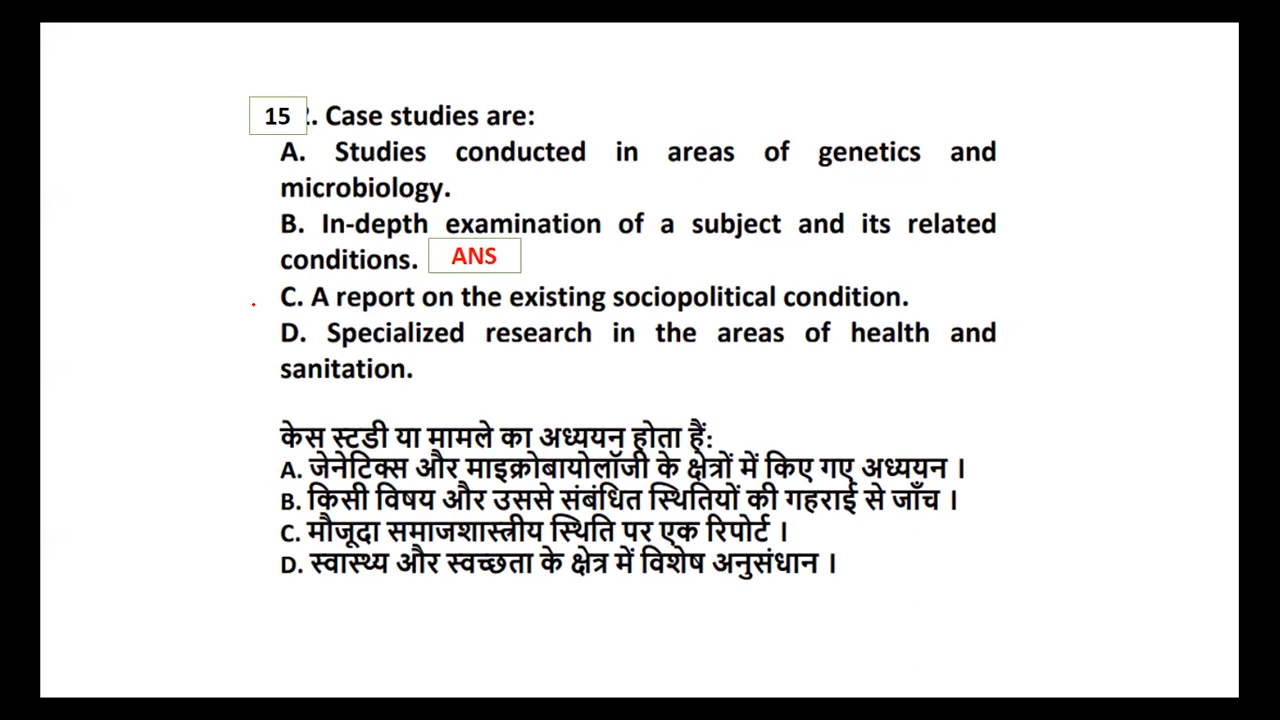 15 2. Case studies are:
A. Studies conducted in areas of genetics and
microbiology.
B. In-depth examination of a subject and its related
conditions. ANS
C. A report on the existing sociopolitical condition.
D. Specialized research in the areas of health and
sanitation.
केस स्टडी या मामले का अध्ययन होता हैं:
A. जेनेटिक्स और माइक्रोबायोलॉजी के क्षेत्रों में किए गए अध्ययन ।
B. किसी विषय और उससे संबंधित स्थितियों की गहराई से जाँच ।
C. मौजूदा समाजशास्त्रीय स्थिति पर एक रिपोर्ट ।
D. स्वास्थ्य और स्वच्छता के क्षेत्र में विशेष अनुसंधान ।